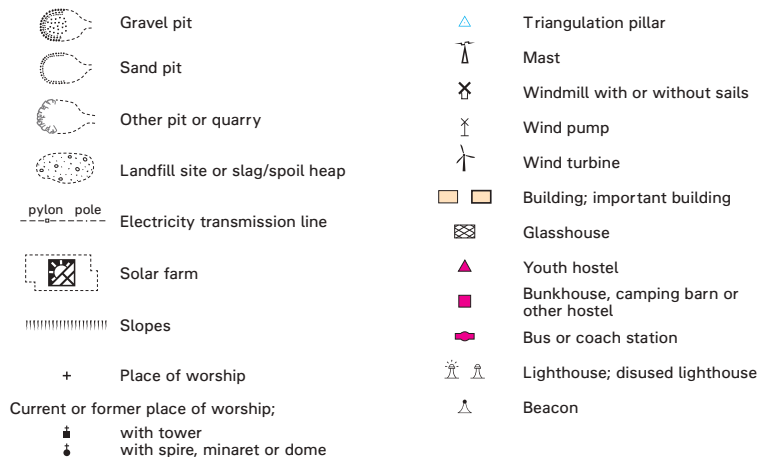 Gravel pit
Sand pit
Other pit or quarry
Landfill site or slag/spoil heap
pylon pole
Electricity transmission line
Solar farm
Slopes
Place of worship
Current or former place of worship;
with tower
with spire, minaret or dome
Triangulation pillar
Mast
Windmill with or without sails
Wind pump
Wind turbine
Building; important building
Glasshouse
Youth hostel
Bunkhouse, camping barn or
other hostel
Bus or coach station
Lighthouse; disused lighthouse
Beacon